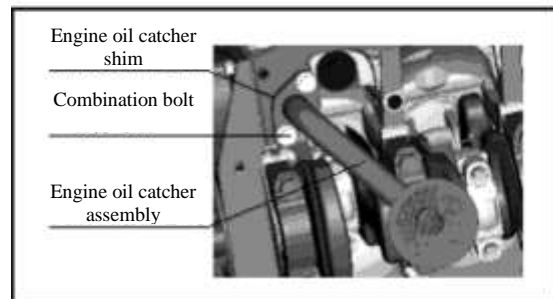 Engine oil catcher
shim
Combination bolt
Engine oil catcher
assembly